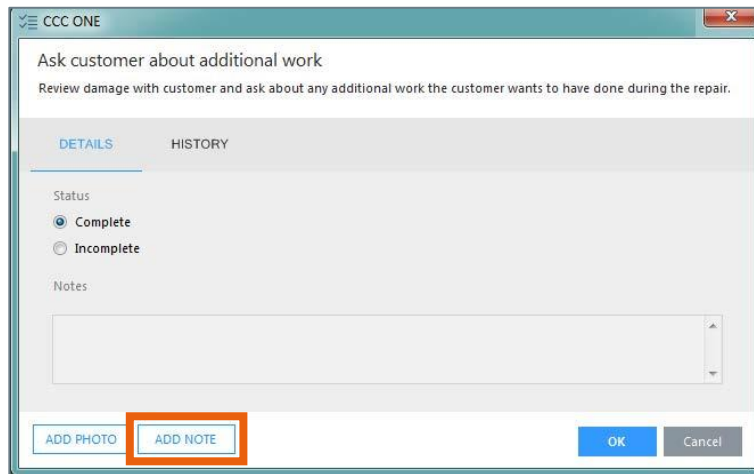 CCC ONE
Ask customer about additional work
Review damage with customer and ask about any additional work the customer wants to have done during the repair.
DETAILS HISTORY
Status
Complete
Incomplete
Notes
ADD PHOTO ADD NOTE OK Cancel